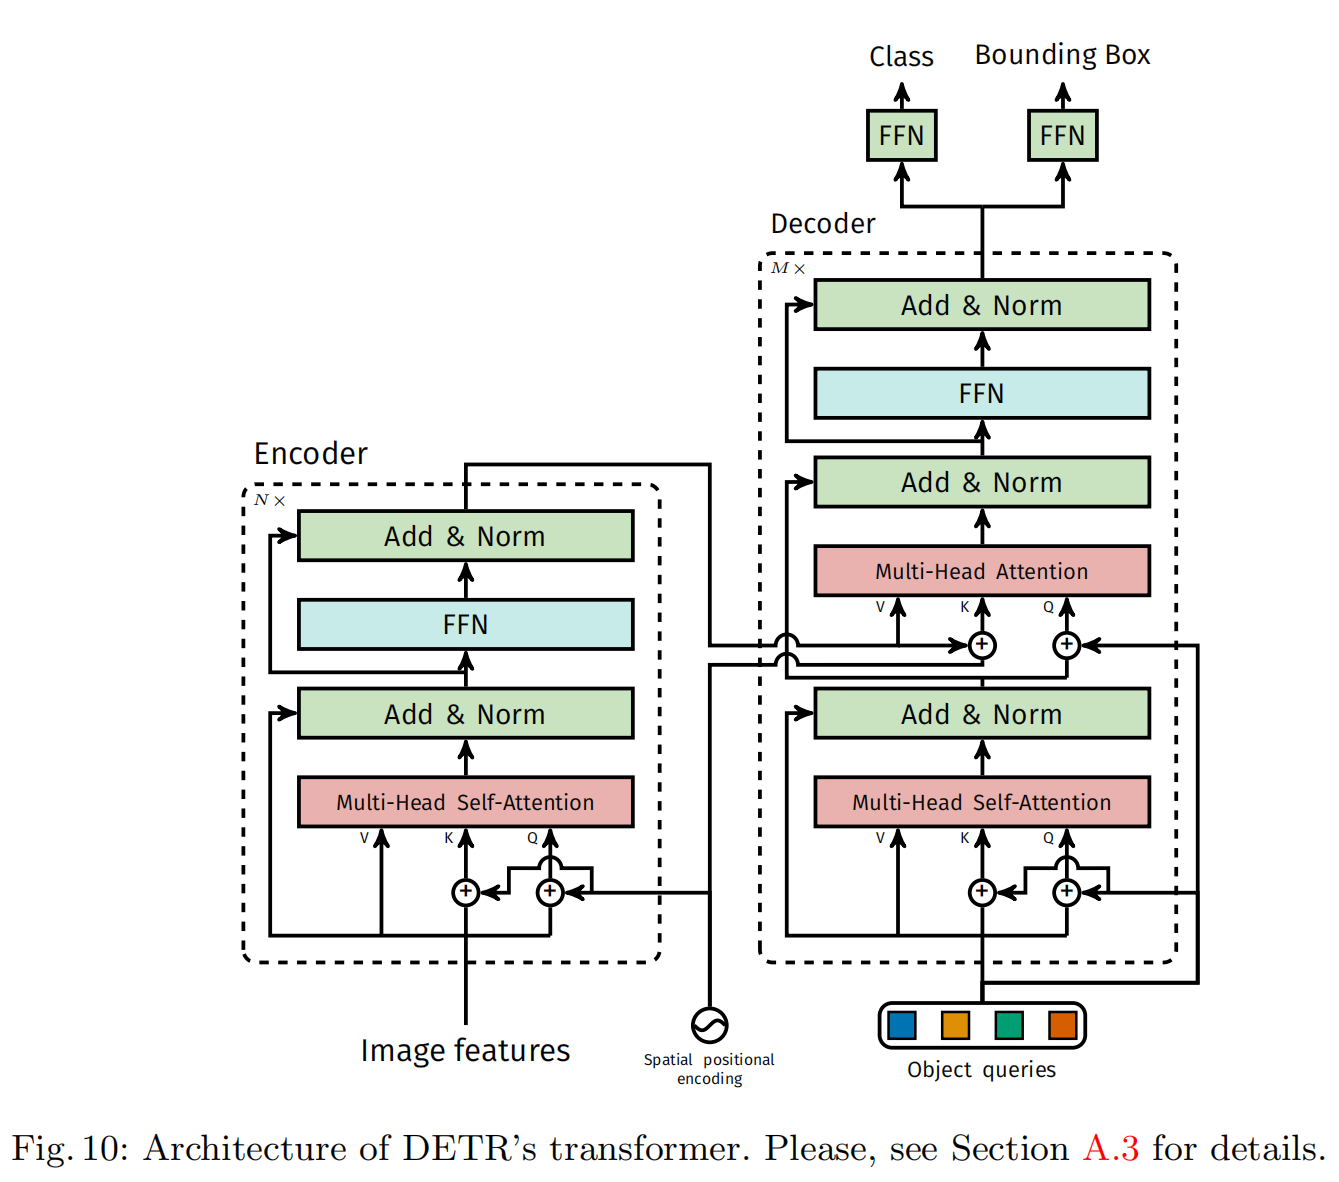 Class
Bounding Box
FFN
FFN
Decoder
M ×
Add & Norm
FFN
Add & Norm
Multi-Head Attention
V
K
Q
Add & Norm
Multi-Head Self-Attention
V
K
Q
Object queries
Encoder
N ×
Add & Norm
FFN
Add & Norm
Multi-Head Self-Attention
V
K
Q
Image features
Spatial positional
encoding
Fig. 10: Architecture of DETR's transformer. Please, see Section A.3 for details.